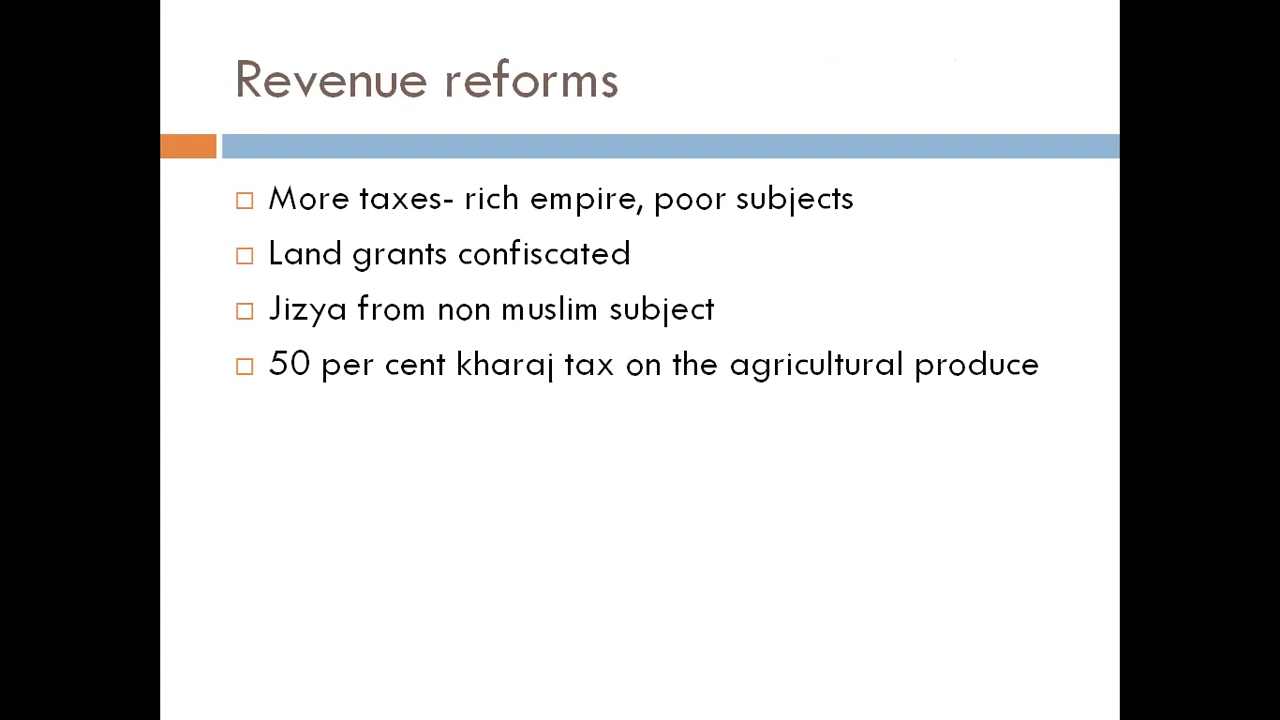 Revenue reforms
More taxes- rich empire, poor subjects
Land grants confiscated
Jizya from non muslim subject
50 per cent kharaj tax on the agricultural produce